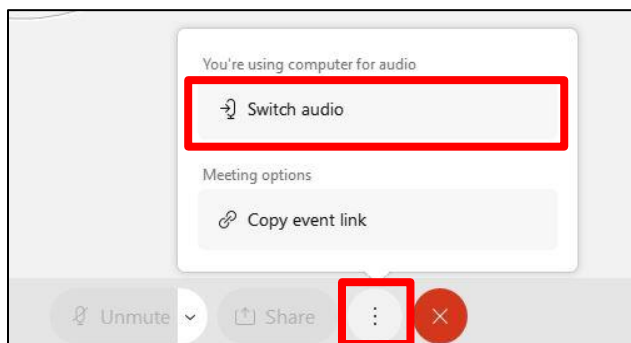 You're using computer for audio
Switch audio
Meeting options
Copy event link
Unmute Share